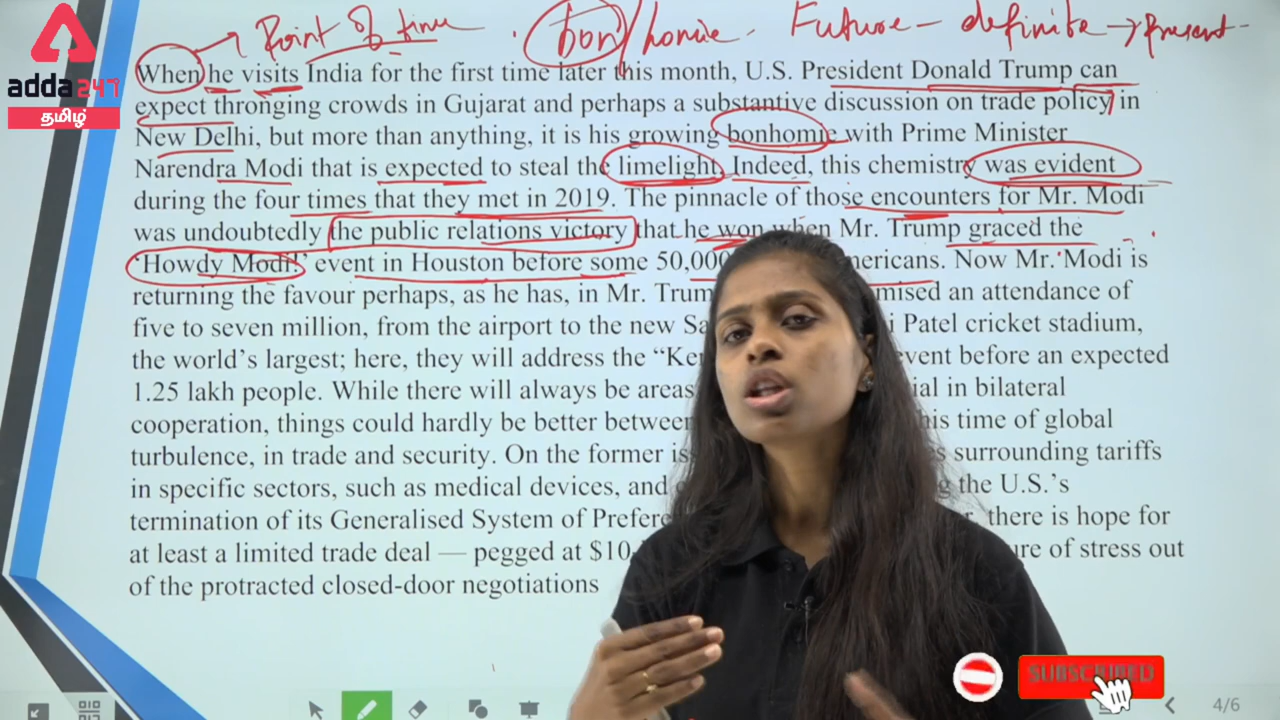 Point of time . bon/homie. Future - definite → present
adda247
தமிழ்
When he visits India for the first time later this month, U.S. President Donald Trump can
expect thronging crowds in Gujarat and perhaps a substantive discussion on trade policy in
New Delhi, but more than anything, it is his growing bonhomie with Prime Minister
Narendra Modi that is expected to steal the limelight. Indeed, this chemistry was evident
during the four times that they met in 2019. The pinnacle of those encounters for Mr. Modi
was undoubtedly the public relations victory that he won when Mr. Trump graced the
‘Howdy Modi!’ event in Houston before some 50,000 mericans. Now Mr. Modi is
returning the favour perhaps, as he has, in Mr. Trum mised an attendance of
five to seven million, from the airport to the new Sa i Patel cricket stadium,
the world’s largest; here, they will address the “Ke event before an expected
1.25 lakh people. While there will always be areas ial in bilateral
cooperation, things could hardly be better between his time of global
turbulence, in trade and security. On the former is surrounding tariffs
in specific sectors, such as medical devices, and g the U.S.’s
termination of its Generalised System of Prefere there is hope for
at least a limited trade deal — pegged at $10 ure of stress out
of the protracted closed-door negotiations
SUBSCRIBED
4/6